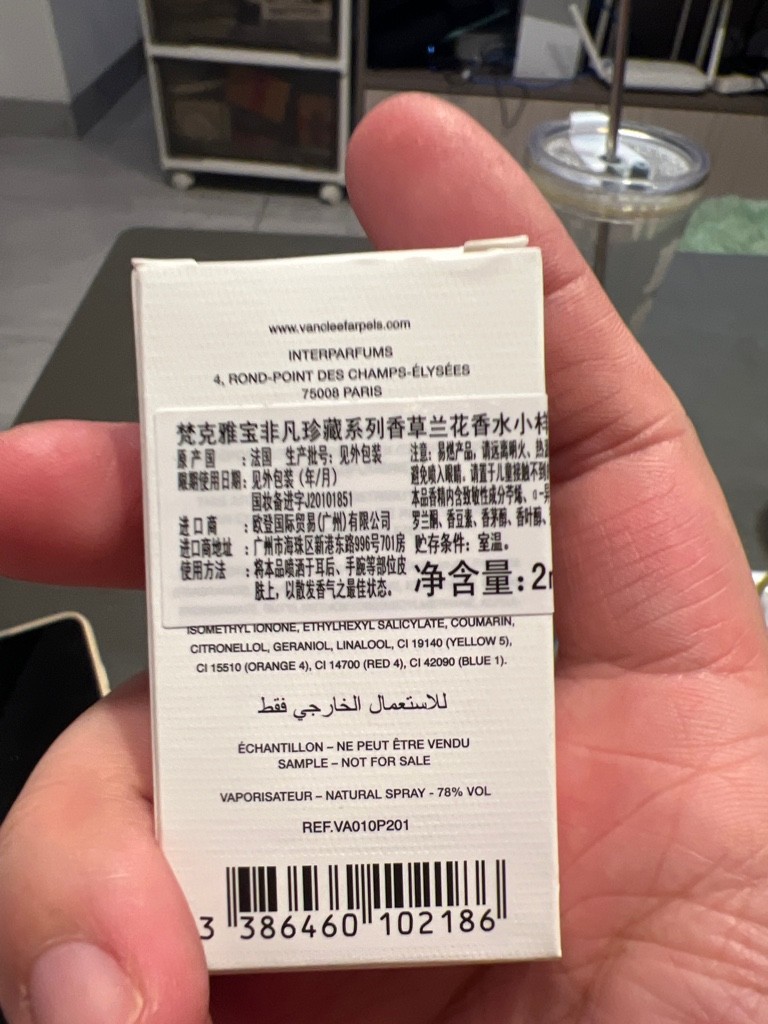 www.vancleefarpels.com
INTERPARFUMS
4, ROND-POINT DES CHAMPS-ÉLYSÉES
75008 PARIS
梵克雅宝非凡珍藏系列香草兰花香水小样
原产国：法国 生产批号：见外包装
限期使用日期：见外包装（年/月）
国妆备进字J20101851
进口商：欧登国际贸易(广州)有限公司
进口商地址：广州市海珠区新港东路996号701房
使用方法：将本品喷洒于耳后、手腕等部位皮
肤上，以散发香气之最佳状态。
注意：易燃产品，请远离明火、热
避免喷入眼睛，请置于儿童接触不到
本品香精内含致敏性成分苧烯、α-异
罗兰酮、香豆素、香茅醇、香叶醇、
贮存条件：室温。
净含量：2
ISOMETHYL IONONE, ETHYLHEXYL SALICYLATE, COUMARIN,
CITRONELLOL, GERANIOL, LINALOOL, CI 19140 (YELLOW 5),
CI 15510 (ORANGE 4), CI 14700 (RED 4), CI 42090 (BLUE 1).
للاستعمال الخارجي فقط
ÉCHANTILLON – NE PEUT ÊTRE VENDU
SAMPLE – NOT FOR SALE
VAPORISATEUR – NATURAL SPRAY - 78% VOL
REF.VA010P201
3 386460 102186